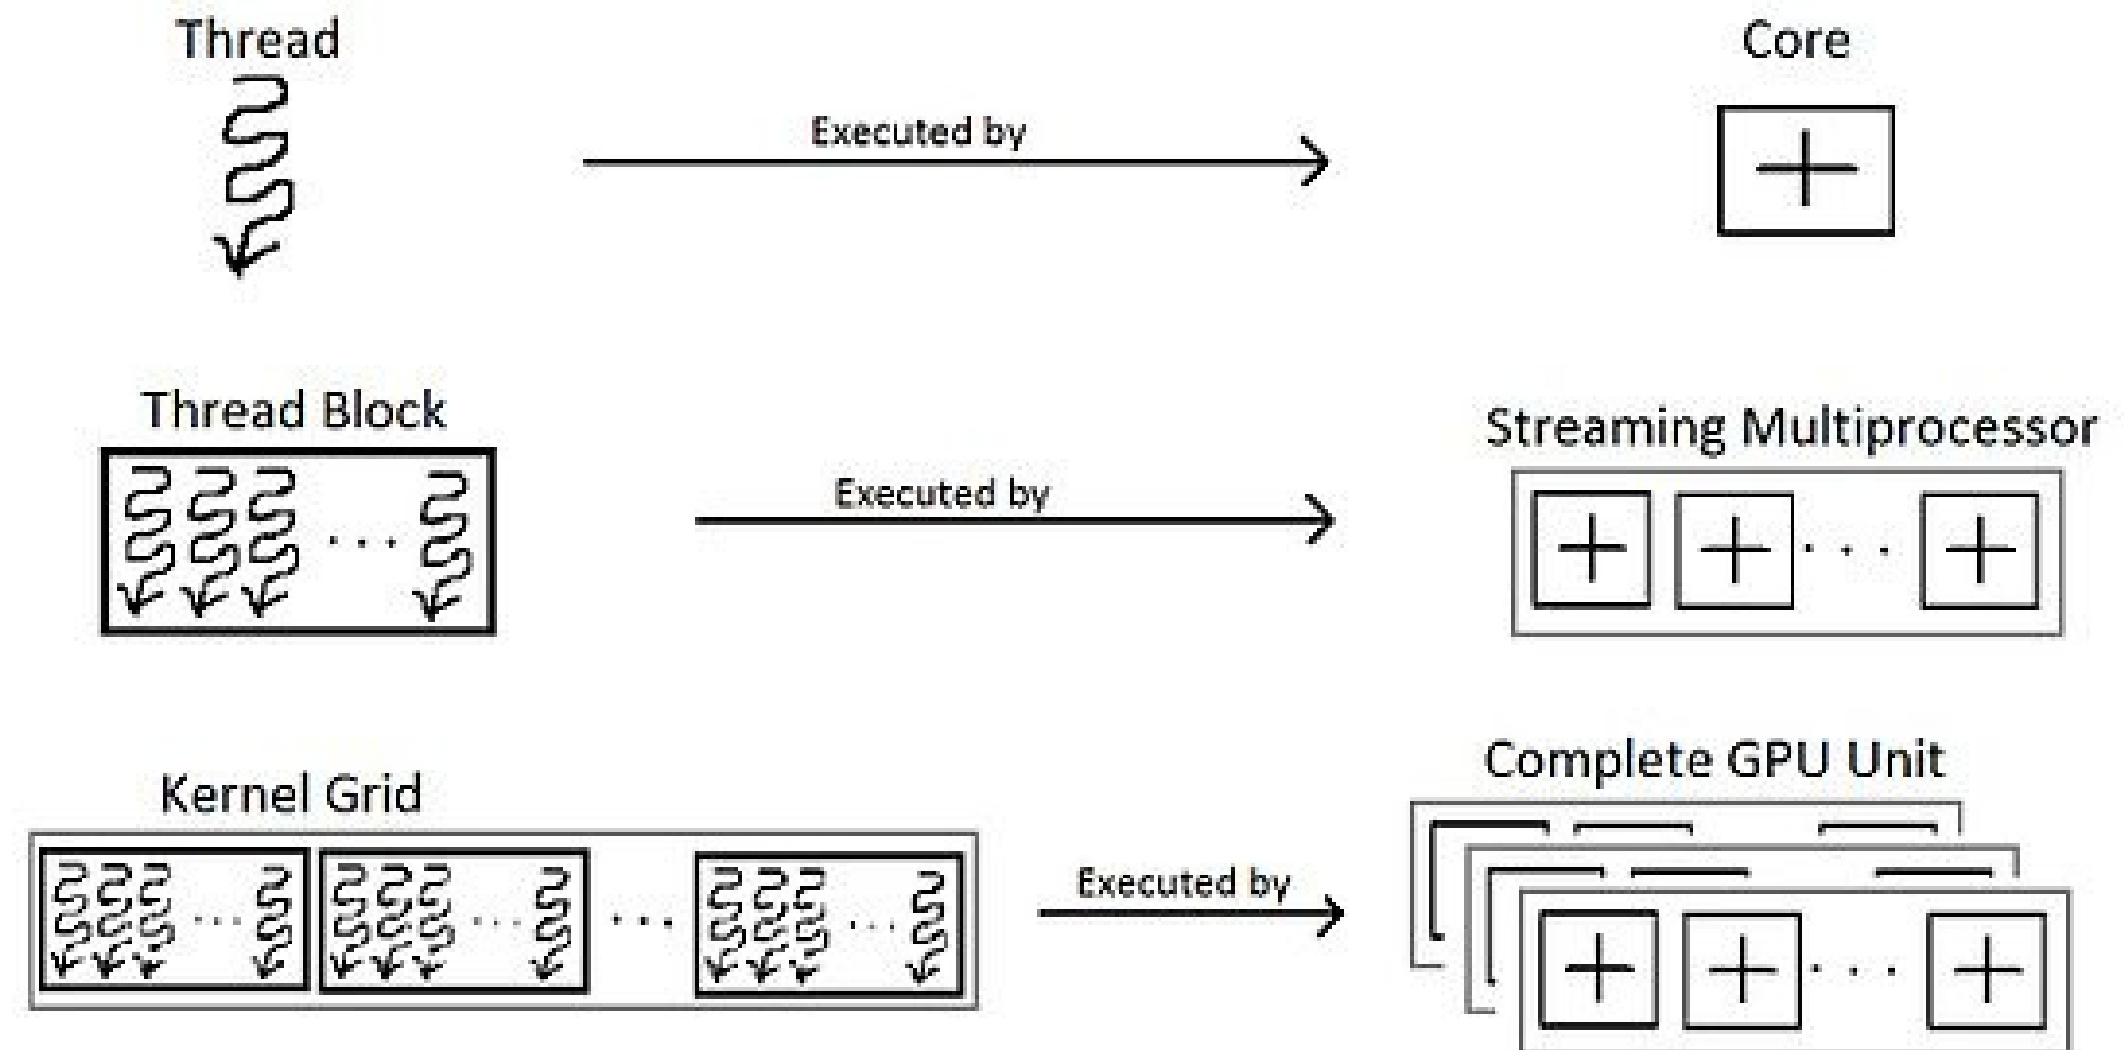 Thread
Core
Executed by
Thread Block
Streaming Multiprocessor
Executed by
Kernel Grid
Complete GPU Unit
Executed by